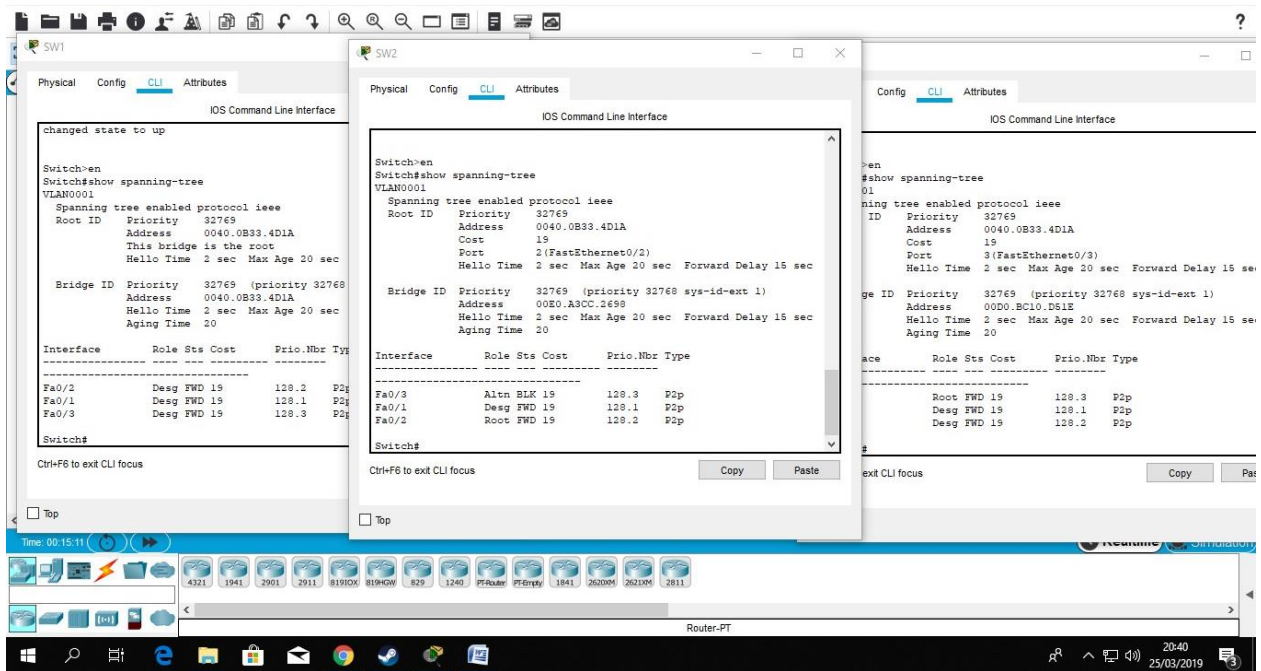 ?
SW1
Physical Config CLI Attributes
IOS Command Line Interface
changed state to up
Switch>en
Switch#show spanning-tree
VLAN0001
Spanning tree enabled protocol ieee
Root ID Priority 32769
Address 0040.0B33.4D1A
This bridge is the root
Hello Time 2 sec Max Age 20 sec
Bridge ID Priority 32769 (priority 32768
Address 0040.0B33.4D1A
Hello Time 2 sec Max Age 20 sec
Aging Time 20
Interface Role Sts Cost Prio.Nbr Typ
---------------- ---- --- --------- --------
--------------------------------
Fa0/2 Desg FWD 19 128.2 P2p
Fa0/1 Desg FWD 19 128.1 P2p
Fa0/3 Desg FWD 19 128.3 P2p
Switch#
Ctrl+F6 to exit CLI focus
Top
SW2
Physical Config CLI Attributes
IOS Command Line Interface
Switch>en
Switch#show spanning-tree
VLAN0001
Spanning tree enabled protocol ieee
Root ID Priority 32769
Address 0040.0B33.4D1A
Cost 19
Port 2(FastEthernet0/2)
Hello Time 2 sec Max Age 20 sec Forward Delay 15 sec
Bridge ID Priority 32769 (priority 32768 sys-id-ext 1)
Address 00E0.A3CC.2698
Hello Time 2 sec Max Age 20 sec Forward Delay 15 sec
Aging Time 20
Interface Role Sts Cost Prio.Nbr Type
---------------- ---- --- --------- --------
--------------------------------
Fa0/3 Altn BLK 19 128.3 P2p
Fa0/1 Desg FWD 19 128.1 P2p
Fa0/2 Root FWD 19 128.2 P2p
Switch#
Ctrl+F6 to exit CLI focus
Copy Paste
Top
Config CLI Attributes
IOS Command Line Interface
>en
#show spanning-tree
01
ning tree enabled protocol ieee
ID Priority 32769
Address 0040.0B33.4D1A
Cost 19
Port 3(FastEthernet0/3)
Hello Time 2 sec Max Age 20 sec Forward Delay 15 se
ge ID Priority 32769 (priority 32768 sys-id-ext 1)
Address 00D0.BC10.D51E
Hello Time 2 sec Max Age 20 sec Forward Delay 15 se
Aging Time 20
ace Role Sts Cost Prio.Nbr Type
---------- ---- --- --------- --------
--------------------------
Root FWD 19 128.3 P2p
Desg FWD 19 128.1 P2p
Desg FWD 19 128.2 P2p
#
exit CLI focus
Copy Pas
Time: 00:15:11
Realtime Simulation
4321 1941 2901 2911 819IOX 819HGW 829 1240 PT-Router PT-Empty 1841 2620XM 2621XM 2811
Router-PT
20:40
25/03/2019
3